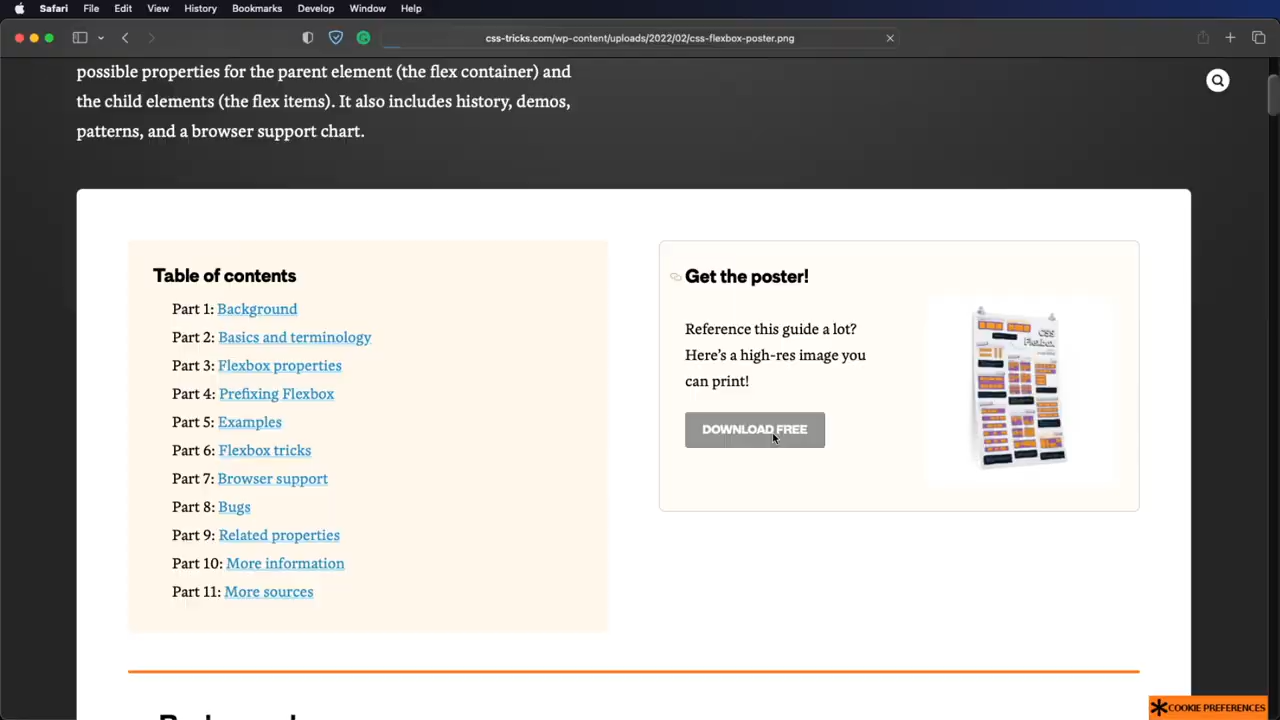 Safari File Edit View History Bookmarks Develop Window Help
css-tricks.com/wp-content/uploads/2022/02/css-flexbox-poster.png
possible properties for the parent element (the flex container) and
the child elements (the flex items). It also includes history, demos,
patterns, and a browser support chart.
Table of contents
Part 1: Background
Part 2: Basics and terminology
Part 3: Flexbox properties
Part 4: Prefixing Flexbox
Part 5: Examples
Part 6: Flexbox tricks
Part 7: Browser support
Part 8: Bugs
Part 9: Related properties
Part 10: More information
Part 11: More sources
Get the poster!
Reference this guide a lot?
Here's a high-res image you
can print!
DOWNLOAD FREE
CSS
Flexbox
COOKIE PREFERENCES